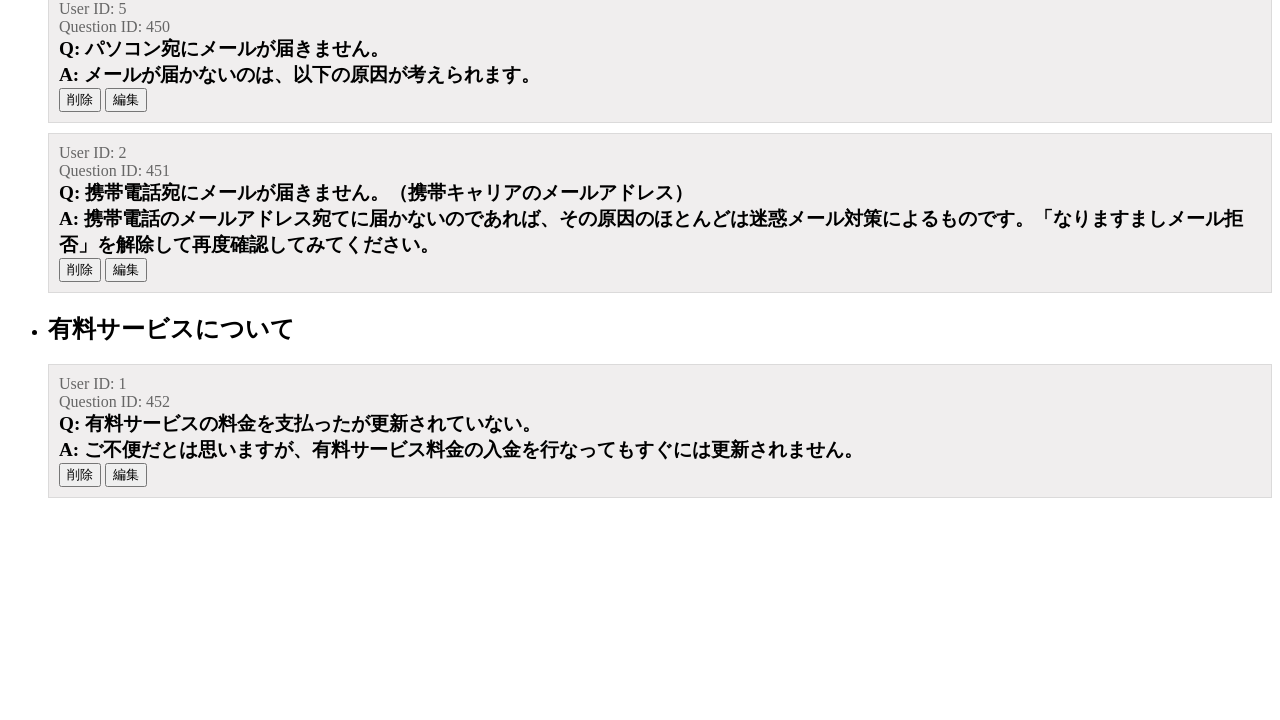 User ID: 5
Question ID: 450
Q: パソコン宛にメールが届きません。
A: メールが届かないのは、以下の原因が考えられます。
削除 編集
User ID: 2
Question ID: 451
Q: 携帯電話宛にメールが届きません。（携帯キャリアのメールアドレス）
A: 携帯電話のメールアドレス宛てに届かないのであれば、その原因のほとんどは迷惑メール対策によるものです。「なりますましメール拒
否」を解除して再度確認してみてください。
削除 編集
有料サービスについて
User ID: 1
Question ID: 452
Q: 有料サービスの料金を支払ったが更新されていない。
A: ご不便だとは思いますが、有料サービス料金の入金を行なってもすぐには更新されません。
削除 編集